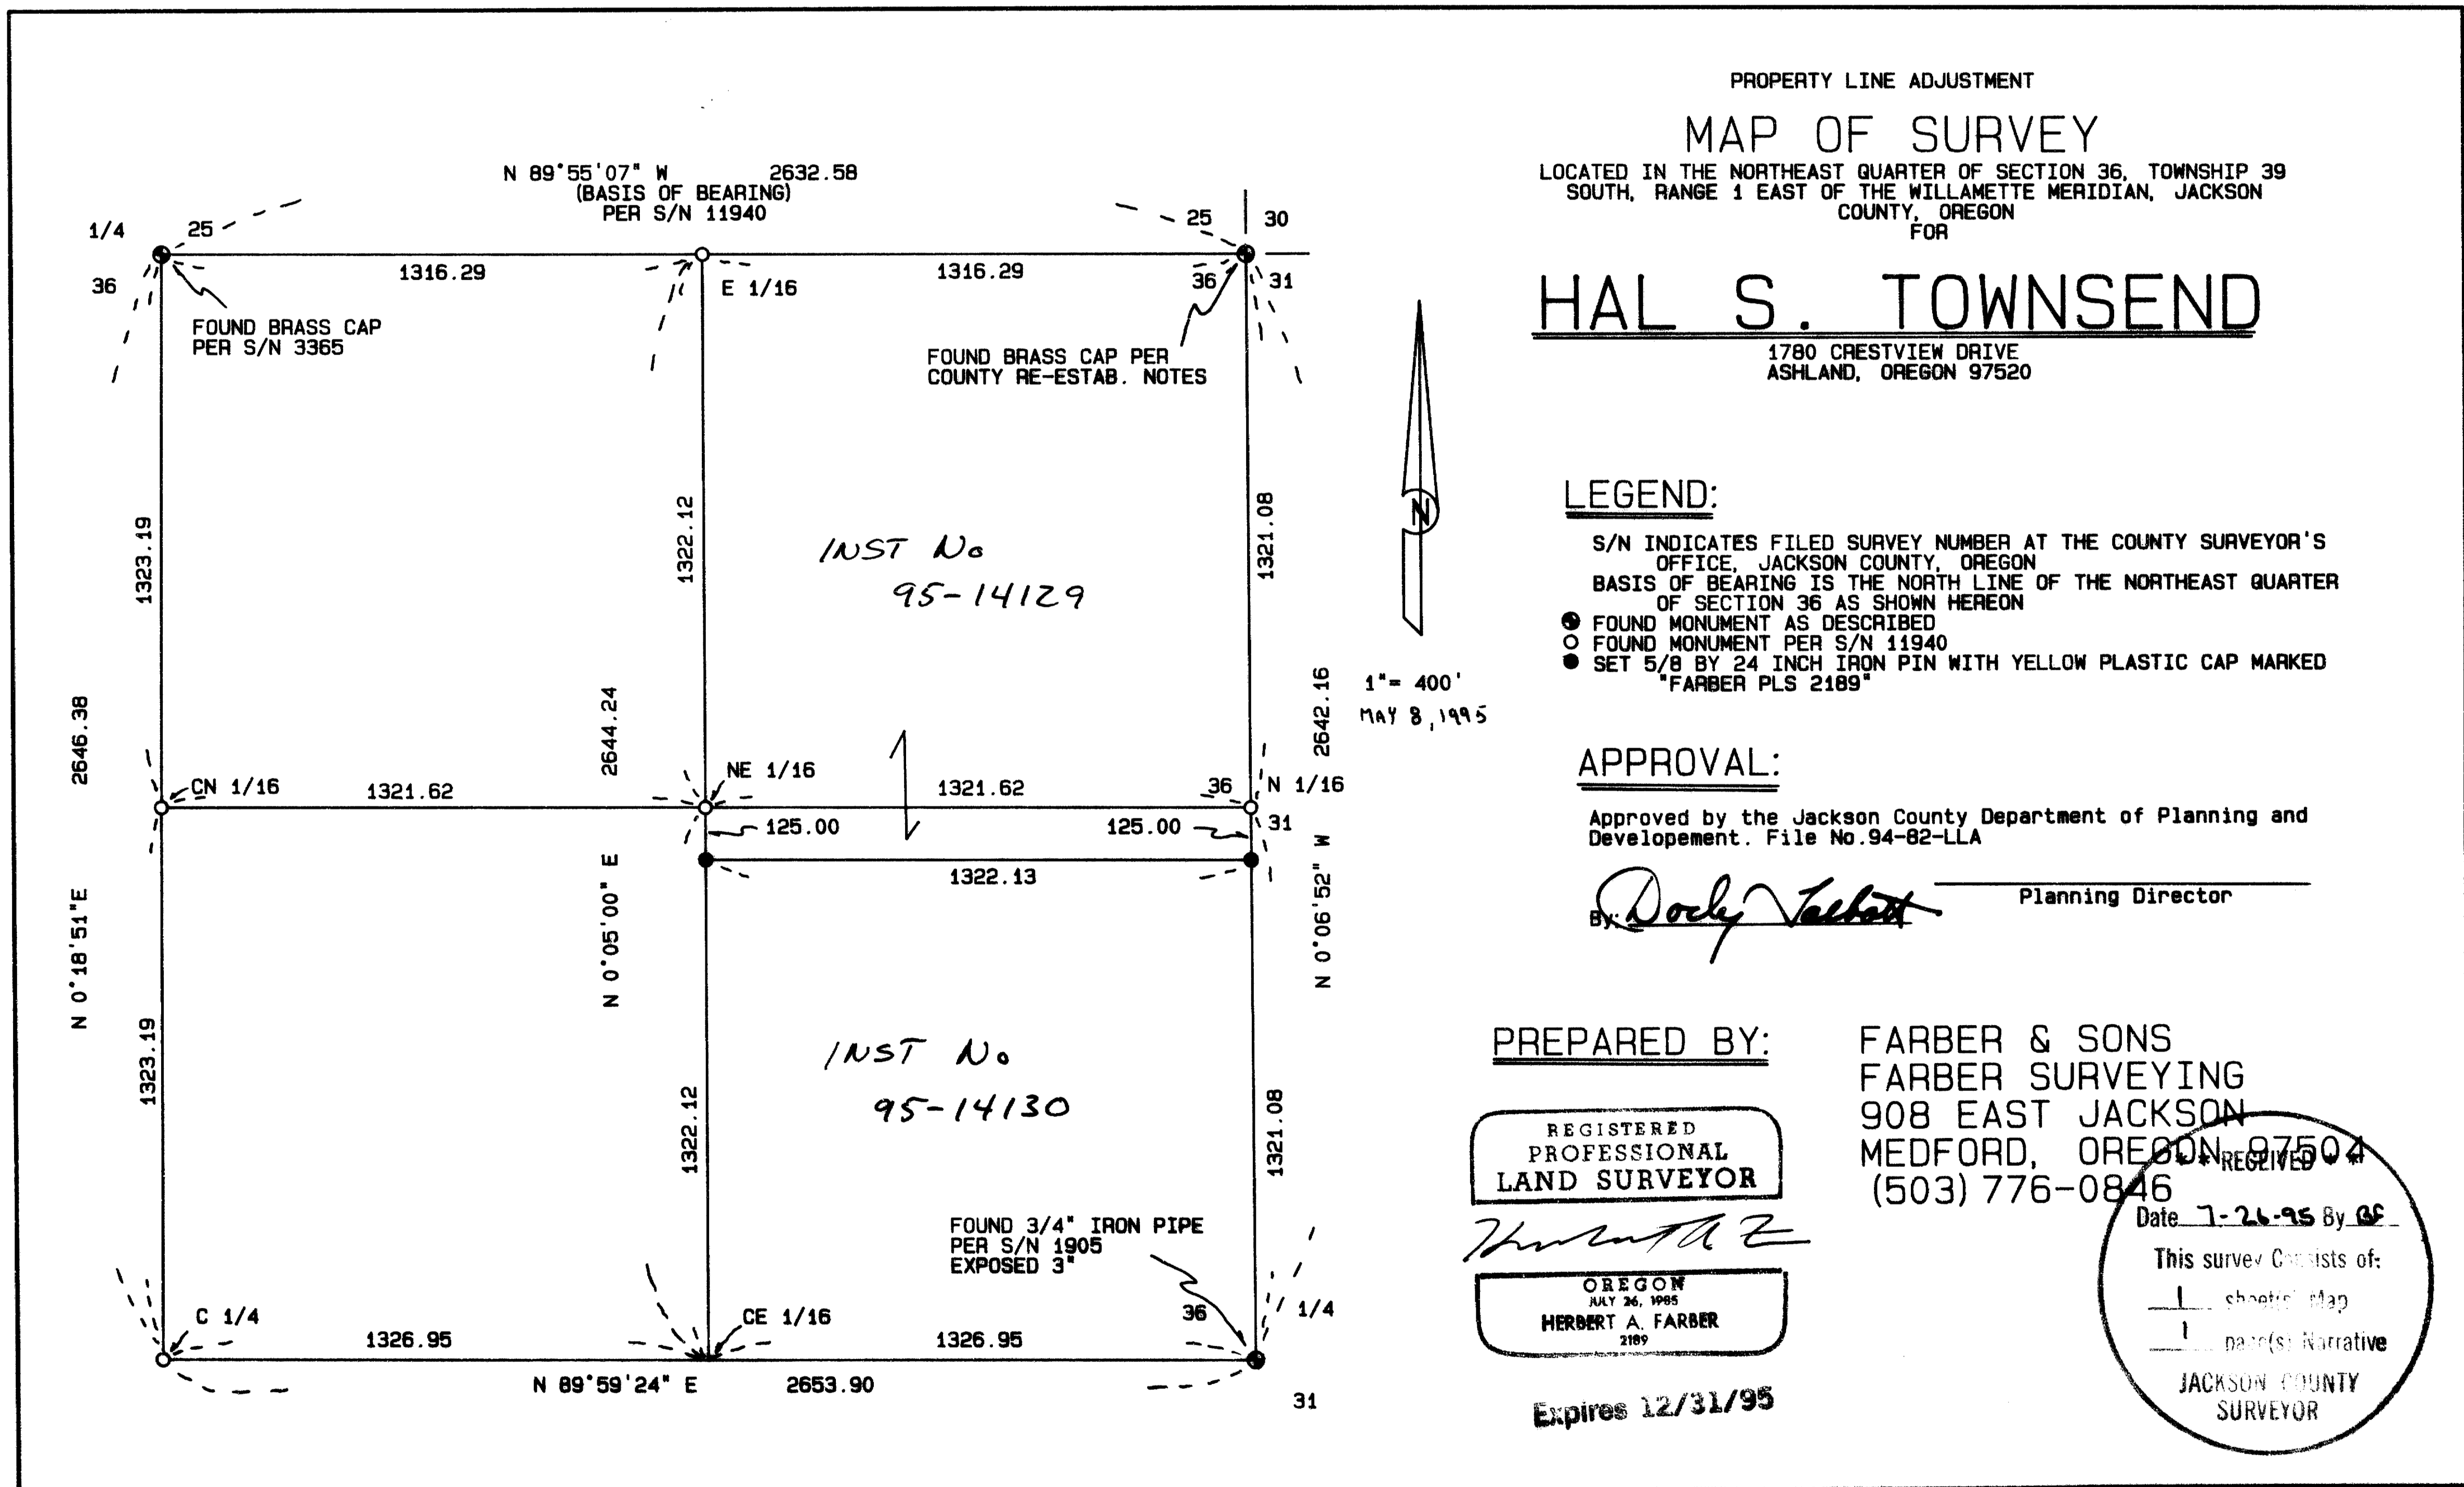 PROPERTY LINE ADJUSTMENT
MAP OF SURVEY
LOCATED IN THE NORTHEAST QUARTER OF SECTION 36, TOWNSHIP 39
SOUTH, RANGE 1 EAST OF THE WILLAMETTE MERIDIAN, JACKSON
COUNTY, OREGON
FOR
HAL S. TOWNSEND
1780 CRESTVIEW DRIVE
ASHLAND, OREGON 97520
N 89°55'07" W 2632.58
(BASIS OF BEARING)
PER S/N 11940
1/4
25
36
25
30
36
31
1316.29
1316.29
E 1/16
FOUND BRASS CAP
PER S/N 3365
FOUND BRASS CAP PER
COUNTY RE-ESTAB. NOTES
1323.19
1322.12
1321.08
INST No
95-14129
2646.38
2644.24
2642.16
N
1"= 400'
MAY 8, 1995
CN 1/16
1321.62
NE 1/16
1321.62
36
N 1/16
125.00
125.00
31
1322.13
N 0°18'51"E
N 0°05'00" E
N 0°06'52" W
1323.19
1322.12
1321.08
INST No
95-14130
FOUND 3/4" IRON PIPE
PER S/N 1905
EXPOSED 3"
C 1/4
1326.95
CE 1/16
1326.95
36
1/4
N 89°59'24" E 2653.90
31
LEGEND:
S/N INDICATES FILED SURVEY NUMBER AT THE COUNTY SURVEYOR'S
OFFICE, JACKSON COUNTY, OREGON
BASIS OF BEARING IS THE NORTH LINE OF THE NORTHEAST QUARTER
OF SECTION 36 AS SHOWN HEREON
FOUND MONUMENT AS DESCRIBED
FOUND MONUMENT PER S/N 11940
SET 5/8 BY 24 INCH IRON PIN WITH YELLOW PLASTIC CAP MARKED
"FARBER PLS 2189"
APPROVAL:
Approved by the Jackson County Department of Planning and
Developement. File No.94-82-LLA
By:
Planning Director
PREPARED BY:
FARBER & SONS
FARBER SURVEYING
908 EAST JACKSON
MEDFORD, OREGON 97504
(503) 776-0846
REGISTERED
PROFESSIONAL
LAND SURVEYOR
OREGON
JULY 26, 1985
HERBERT A. FARBER
2189
Expires 12/31/95
* RECEIVED *
Date 7-26-95 By BF
This survey Consists of:
1 sheet(s) Map
1 page(s) Narrative
JACKSON COUNTY
SURVEYOR